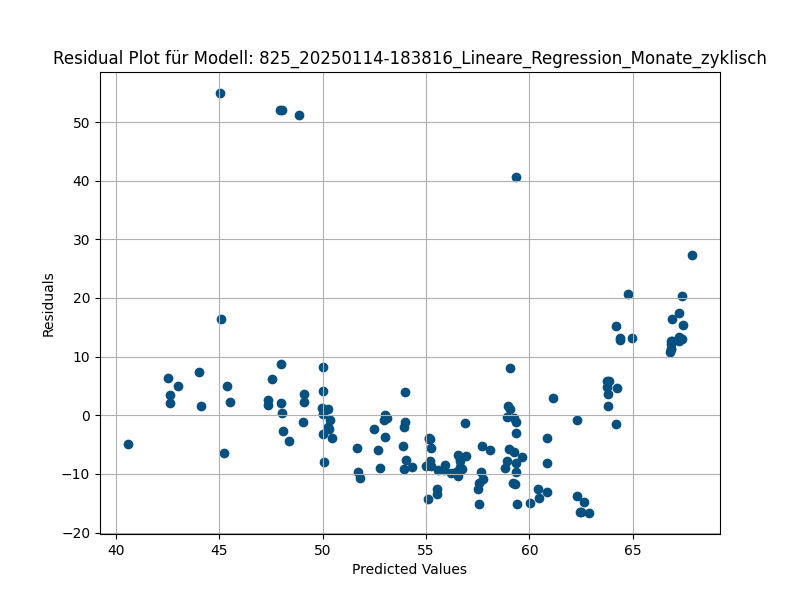 Residual Plot für Modell: 825_20250114-183816_Lineare_Regression_Monate_zyklisch
Residuals
50
40
30
20
10
0
−10
−20
40 45 50 55 60 65
Predicted Values